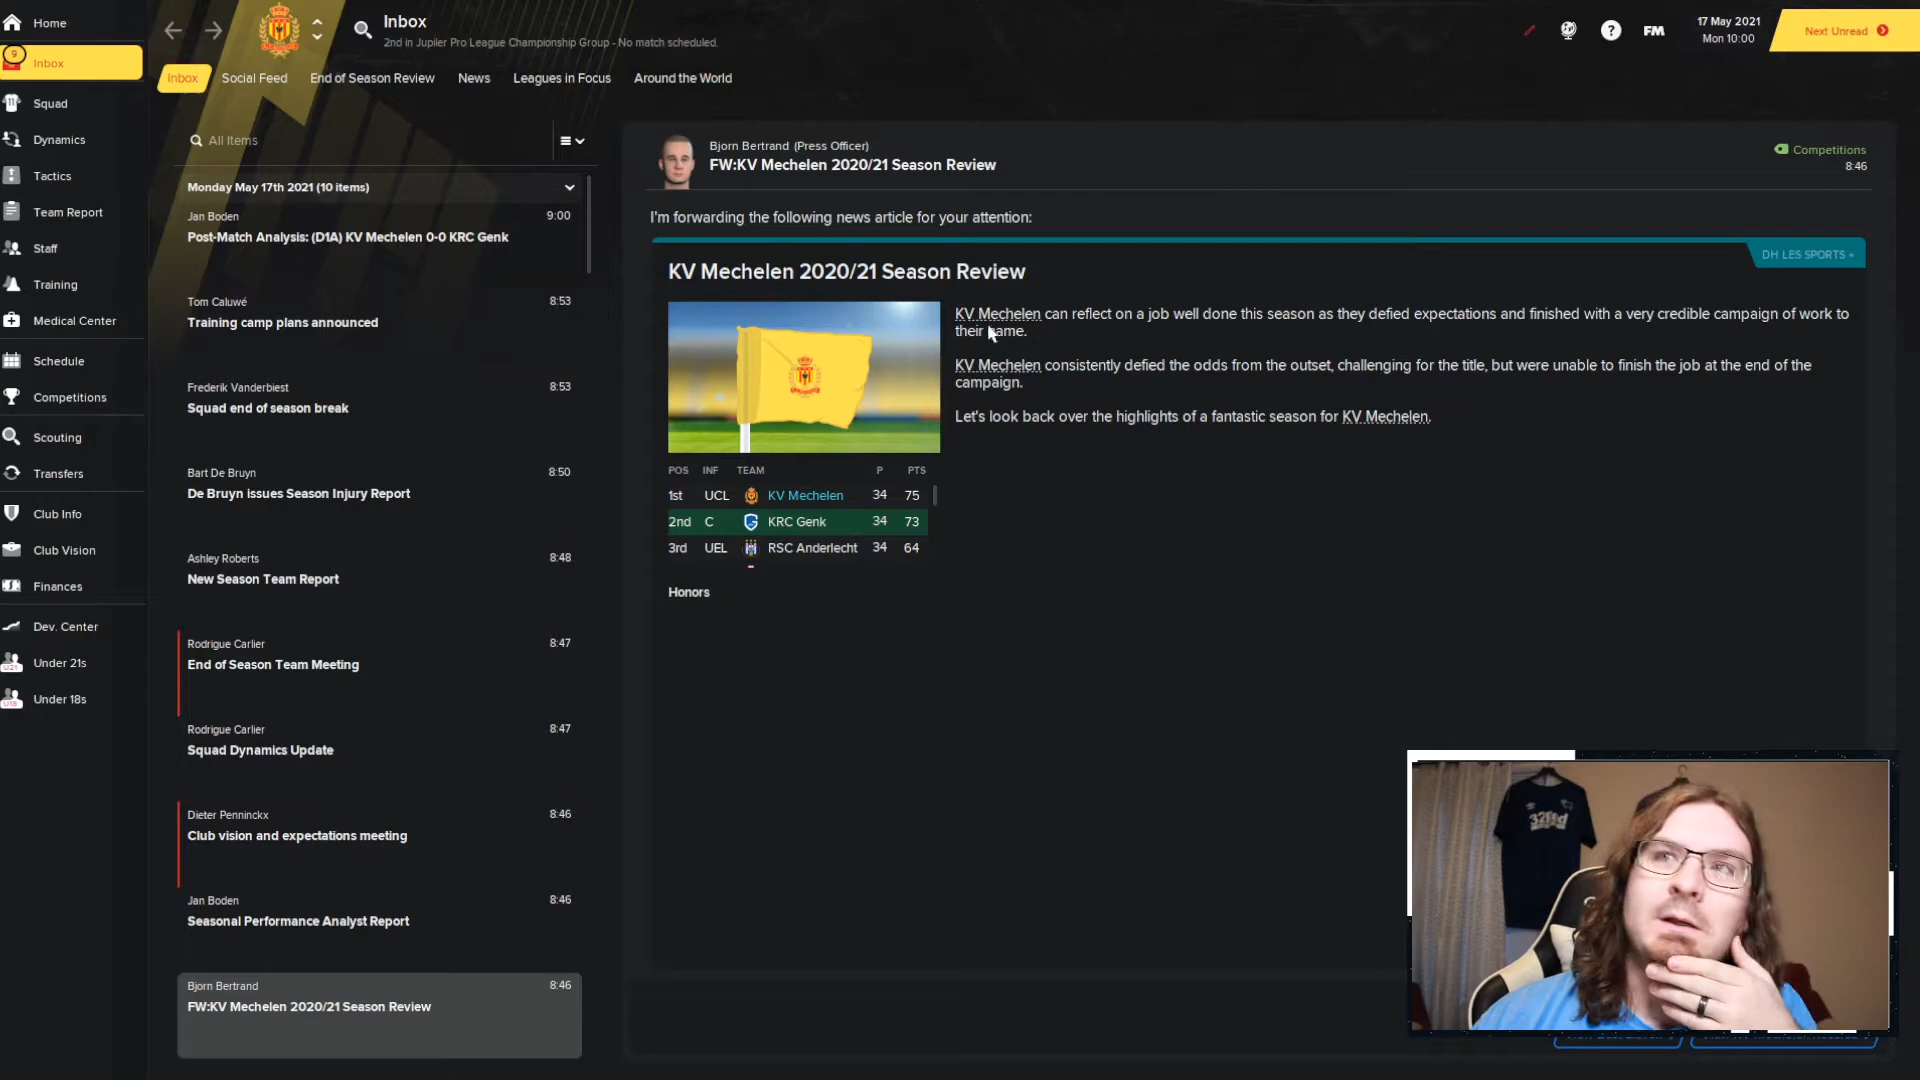 Home
Inbox
9
Squad
Dynamics
Tactics
Team Report
Staff
Training
Medical Center
Schedule
Competitions
Scouting
Transfers
Club Info
Club Vision
Finances
Dev. Center
Under 21s
Under 18s
Inbox
2nd in Jupiler Pro League Championship Group - No match scheduled.
FM
17 May 2021
Mon 10:00
Next Unread
Inbox
Social Feed
End of Season Review
News
Leagues in Focus
Around the World
All Items
Monday May 17th 2021 (10 items)
Jan Boden 9:00
Post-Match Analysis: (D1A) KV Mechelen 0-0 KRC Genk
Tom Caluwé 8:53
Training camp plans announced
Frederik Vanderbiest 8:53
Squad end of season break
Bart De Bruyn 8:50
De Bruyn issues Season Injury Report
Ashley Roberts 8:48
New Season Team Report
Rodrigue Carlier 8:47
End of Season Team Meeting
Rodrigue Carlier 8:47
Squad Dynamics Update
Dieter Penninckx 8:46
Club vision and expectations meeting
Jan Boden 8:46
Seasonal Performance Analyst Report
Bjorn Bertrand 8:46
FW:KV Mechelen 2020/21 Season Review
Bjorn Bertrand (Press Officer)
FW:KV Mechelen 2020/21 Season Review
Competitions
8:46
I'm forwarding the following news article for your attention:
DH LES SPORTS +
KV Mechelen 2020/21 Season Review
KV Mechelen can reflect on a job well done this season as they defied expectations and finished with a very credible campaign of work to
their name.
KV Mechelen consistently defied the odds from the outset, challenging for the title, but were unable to finish the job at the end of the
campaign.
Let's look back over the highlights of a fantastic season for KV Mechelen.
POS INF TEAM P PTS
1st UCL KV Mechelen 34 75
2nd C KRC Genk 34 73
3rd UEL RSC Anderlecht 34 64
Honors
32Red